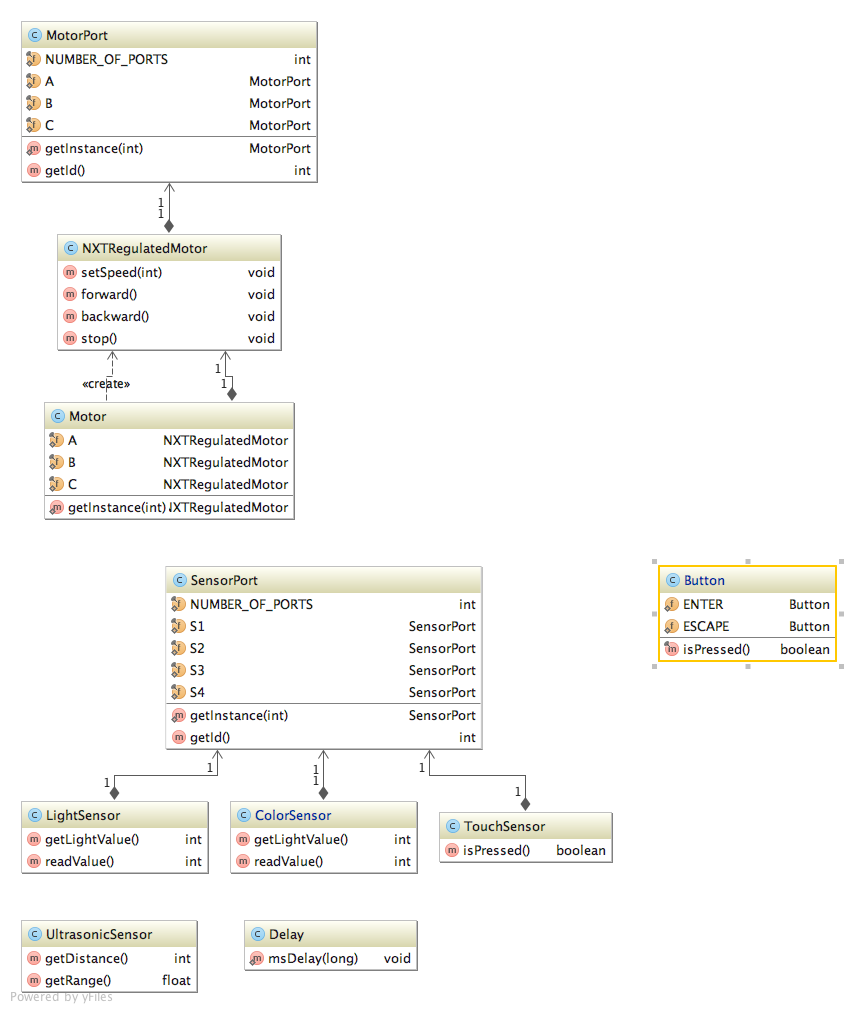 MotorPort
NUMBER_OF_PORTS int
A MotorPort
B MotorPort
C MotorPort
getInstance(int) MotorPort
getId() int
1
1
NXTRegulatedMotor
setSpeed(int) void
forward() void
backward() void
stop() void
1
«create» 1
Motor
A NXTRegulatedMotor
B NXTRegulatedMotor
C NXTRegulatedMotor
getInstance(int) NXTRegulatedMotor
SensorPort
NUMBER_OF_PORTS int
S1 SensorPort
S2 SensorPort
S3 SensorPort
S4 SensorPort
getInstance(int) SensorPort
getId() int
Button
ENTER Button
ESCAPE Button
isPressed() boolean
1 1 1
1 1 1
LightSensor
getLightValue() int
readValue() int
ColorSensor
getLightValue() int
readValue() int
TouchSensor
isPressed() boolean
UltrasonicSensor
getDistance() int
getRange() float
Delay
msDelay(long) void
Powered by yFiles